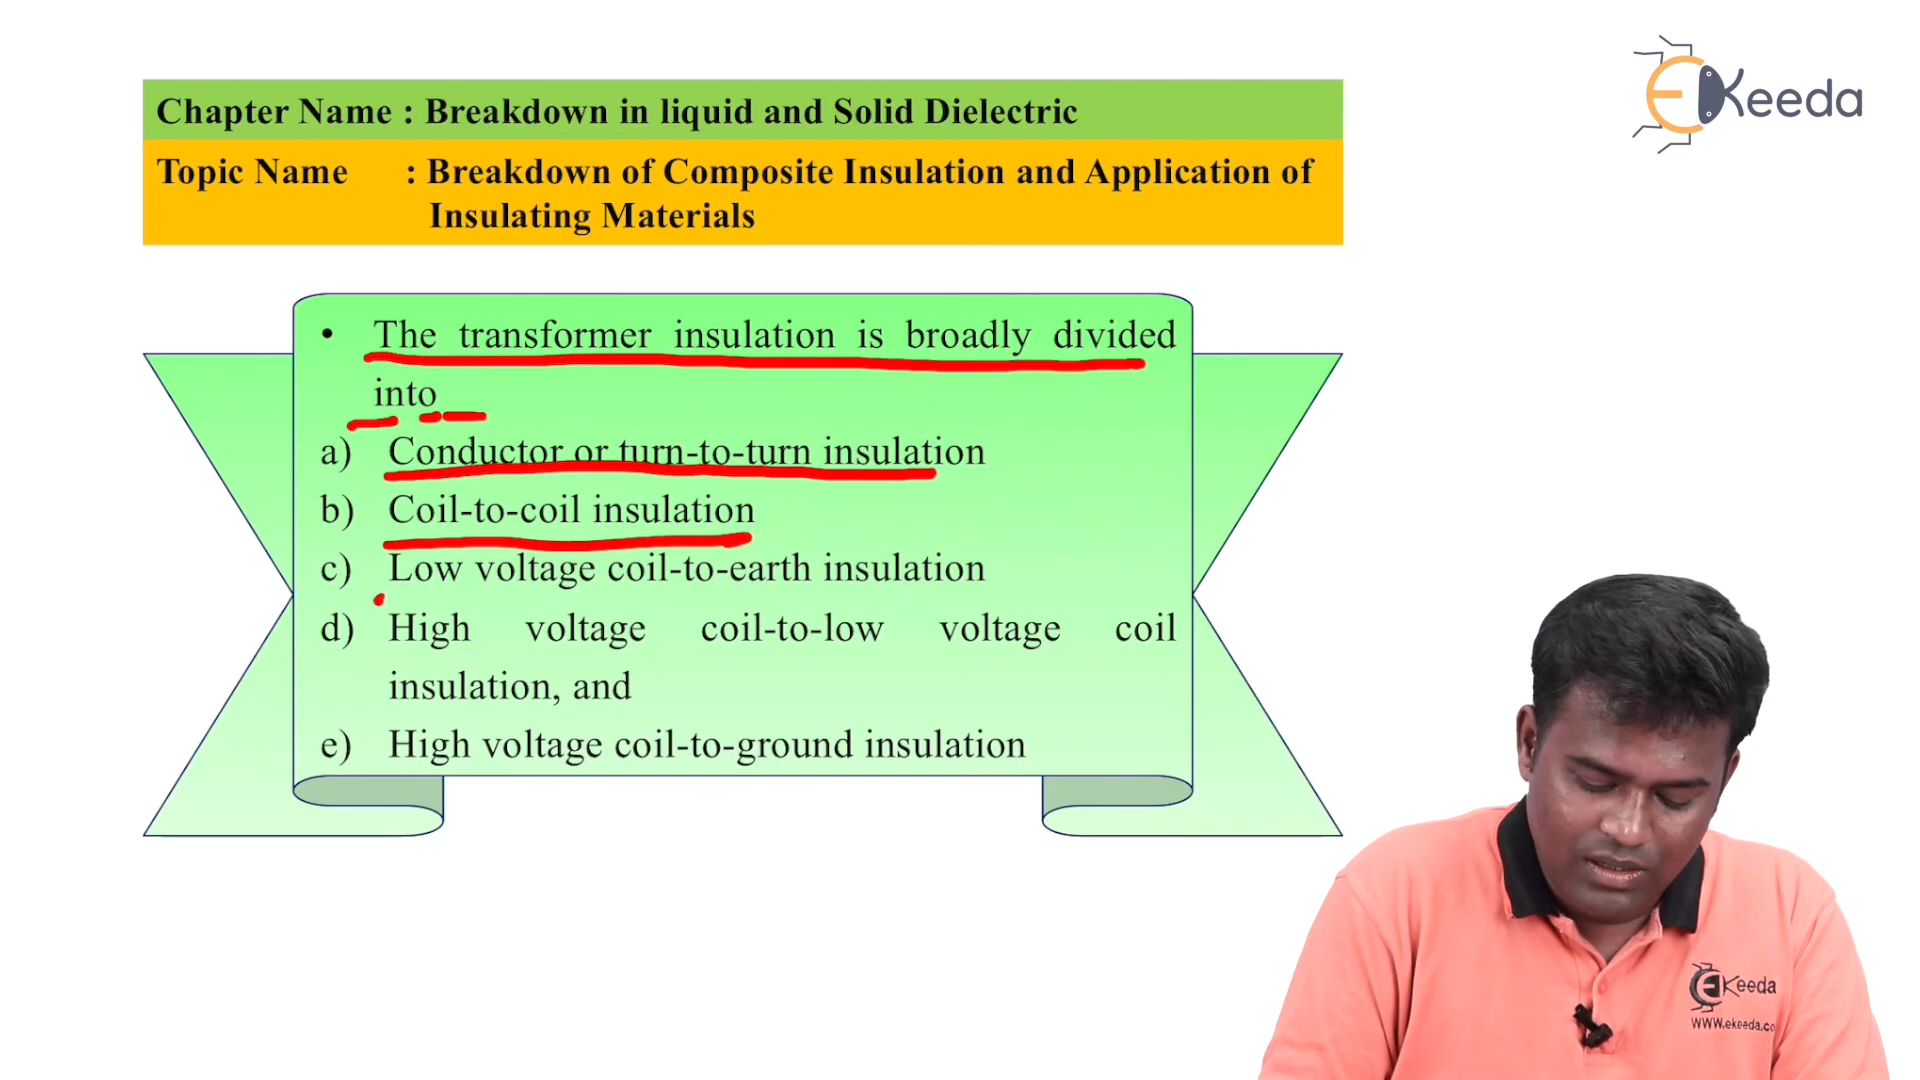 Keeda
Chapter Name : Breakdown in liquid and Solid Dielectric
Topic Name : Breakdown of Composite Insulation and Application of
Insulating Materials
• The transformer insulation is broadly divided
into
a) Conductor or turn-to-turn insulation
b) Coil-to-coil insulation
c) Low voltage coil-to-earth insulation
d) High voltage coil-to-low voltage coil
insulation, and
e) High voltage coil-to-ground insulation
Keeda
www.ekeeda.co